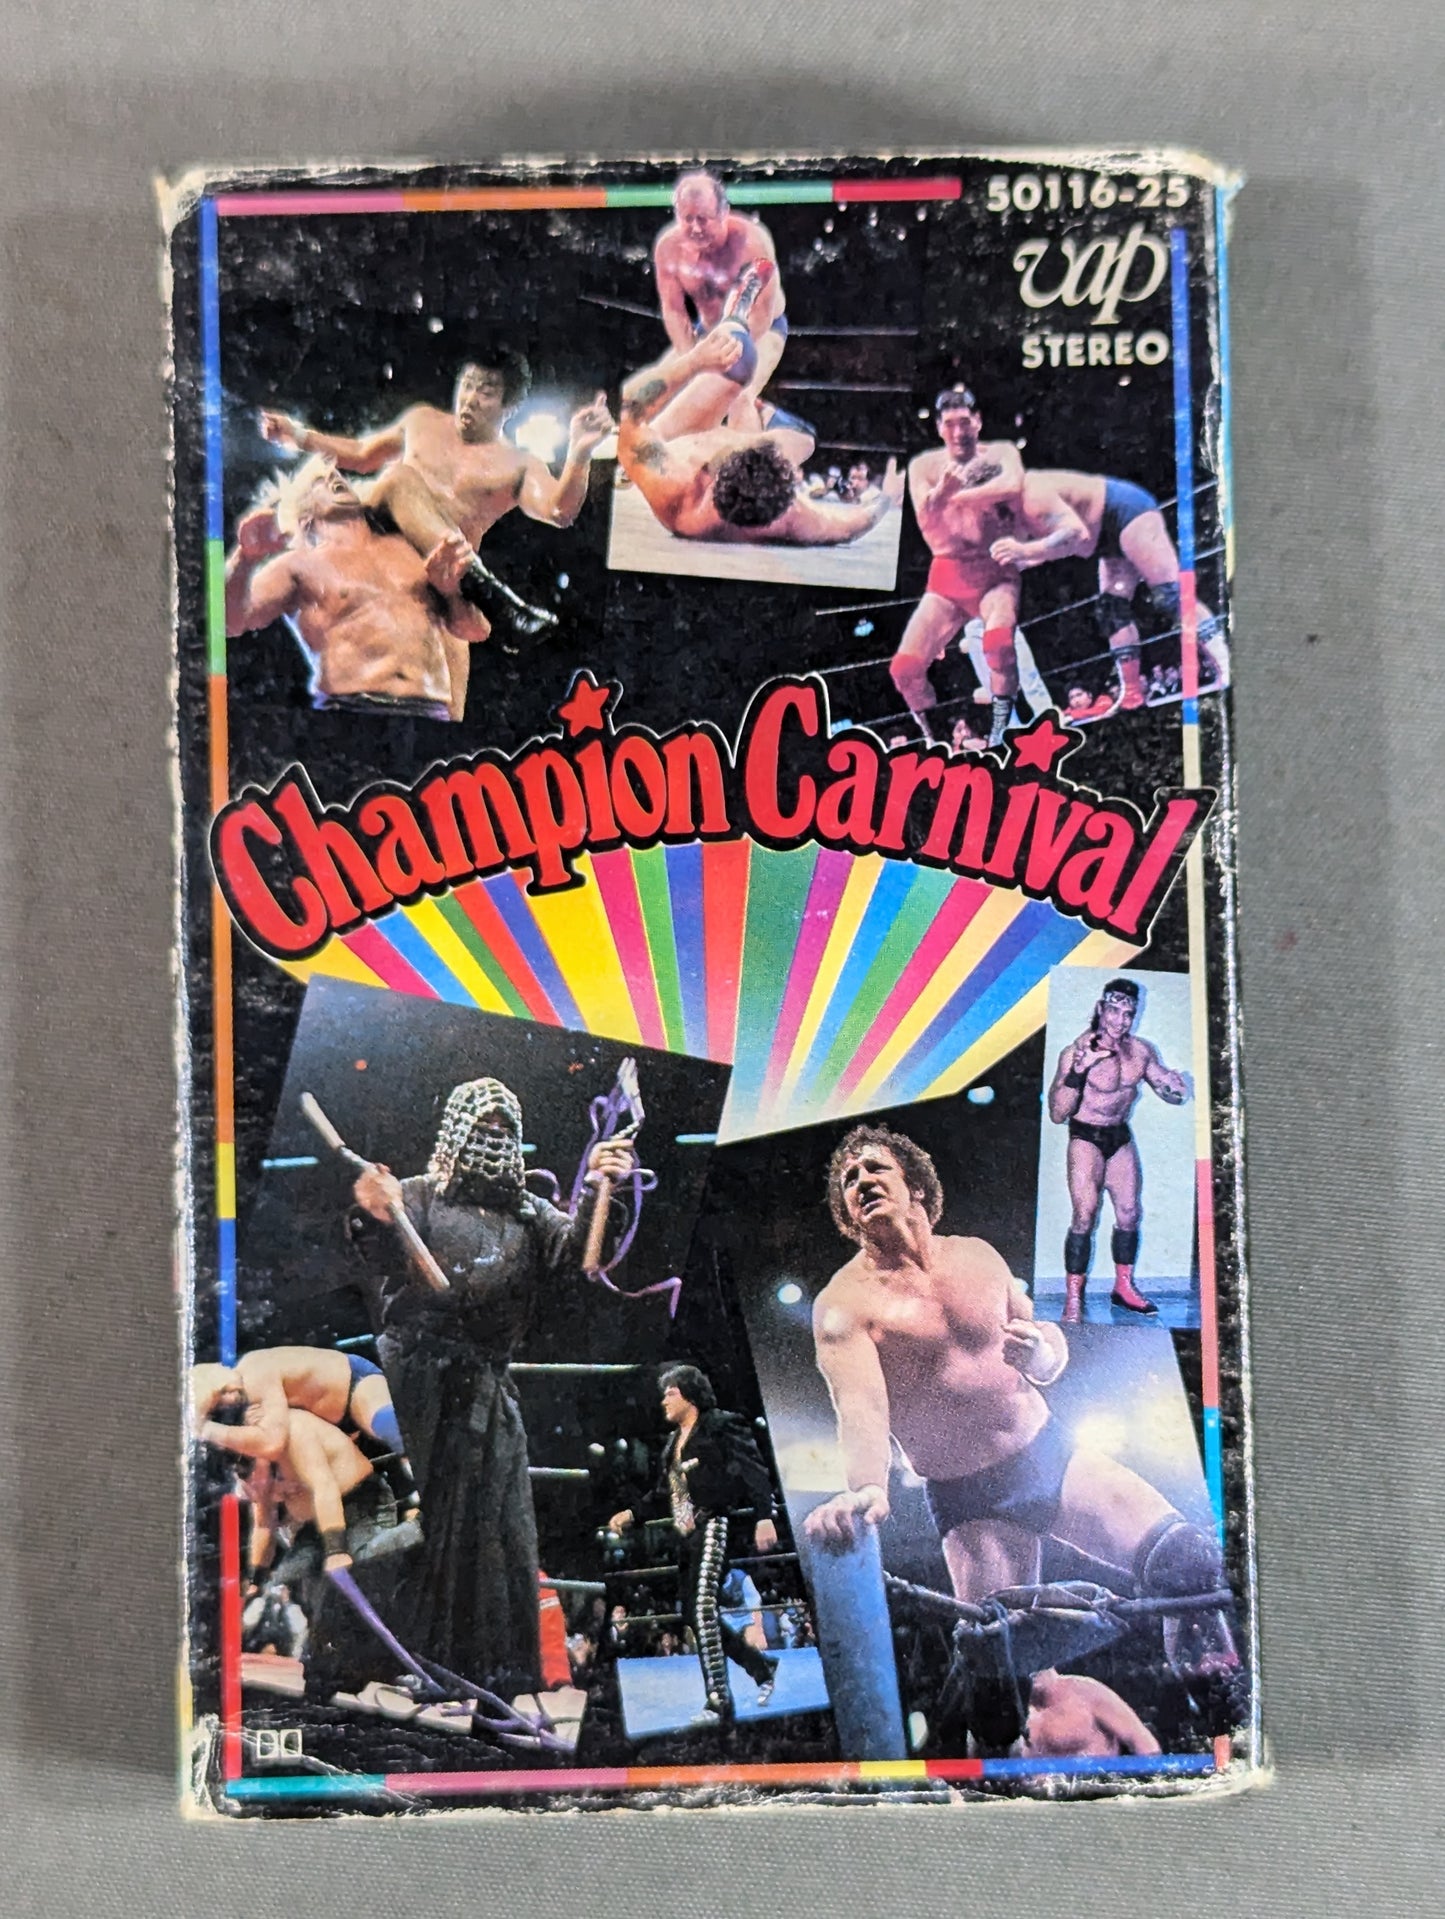 50116-25
vap
STEREO
Champion Carnival